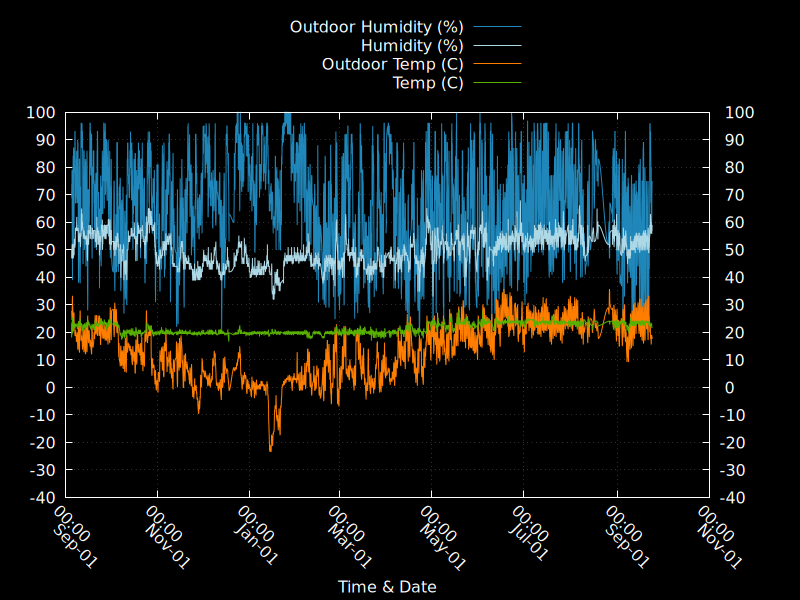 Outdoor Humidity (%)
Humidity (%)
Outdoor Temp (C)
Temp (C)
100 100
90 90
80 80
70 70
60 60
50 50
40 40
30 30
20 20
10 10
0 0
-10 -10
-20 -20
-30 -30
-40 -40
00:00
Sep-01
00:00
Nov-01
00:00
Jan-01
00:00
Mar-01
00:00
May-01
00:00
Jul-01
00:00
Sep-01
00:00
Nov-01
Time & Date